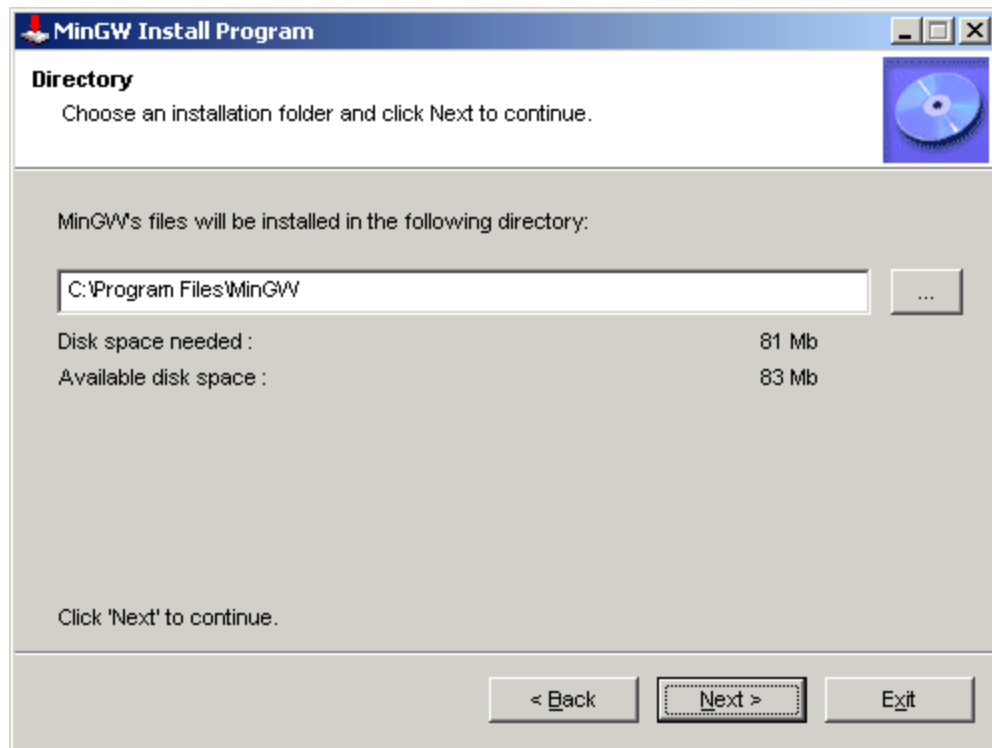 MinGW Install Program
Directory
Choose an installation folder and click Next to continue.
MinGW's files will be installed in the following directory:
C:\Program Files\MinGW
...
Disk space needed : 81 Mb
Available disk space : 83 Mb
Click 'Next' to continue.
< Back Next > Exit